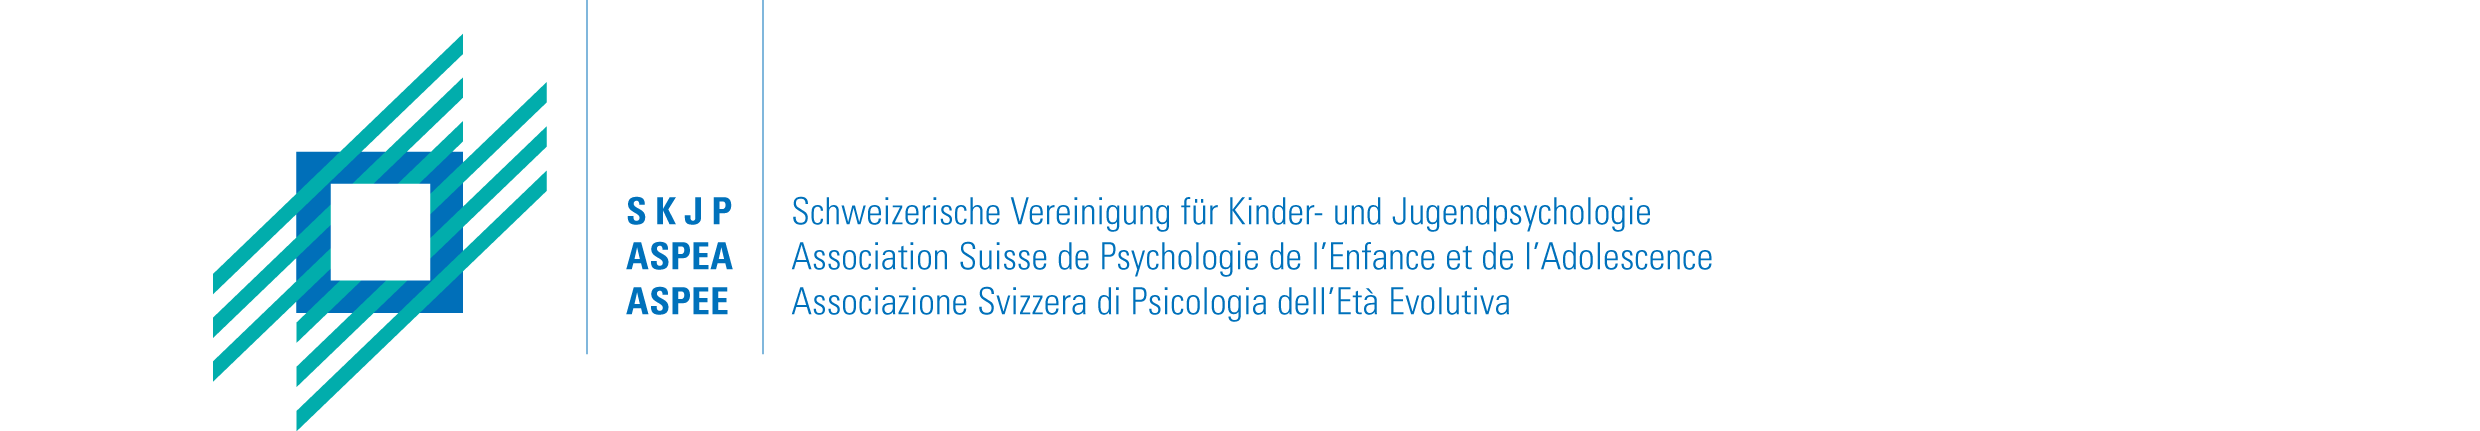 S K J P Schweizerische Vereinigung für Kinder- und Jugendpsychologie
ASPEA Association Suisse de Psychologie de l’Enfance et de l’Adolescence
ASPEE Associazione Svizzera di Psicologia dell’Età Evolutiva